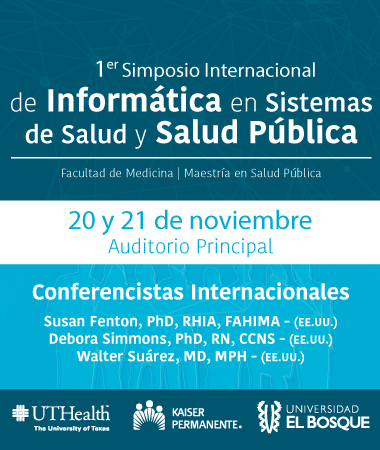 1er Simposio Internacional
de Informática en Sistemas
de Salud y Salud Pública
Facultad de Medicina | Maestría en Salud Pública
20 y 21 de noviembre
Auditorio Principal
Conferencistas Internacionales
Susan Fenton, PhD, RHIA, FAHIMA - (EE.UU.)
Debora Simmons, PhD, RN, CCNS - (EE.UU.)
Walter Suárez, MD, MPH - (EE.UU.)
UTHealth
The University of Texas
KAISER
PERMANENTE.
UNIVERSIDAD
EL BOSQUE